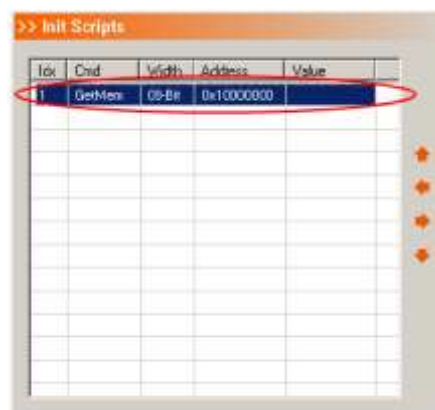 >> Init Scripts
Idx Cmd Width Address Value
1 GetMem 08-Bit 0x10000000